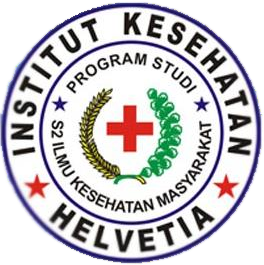 INSTITUT KESEHATAN
HELVETIA
PROGRAM STUDI
S2 ILMU KESEHATAN MASYARAKAT